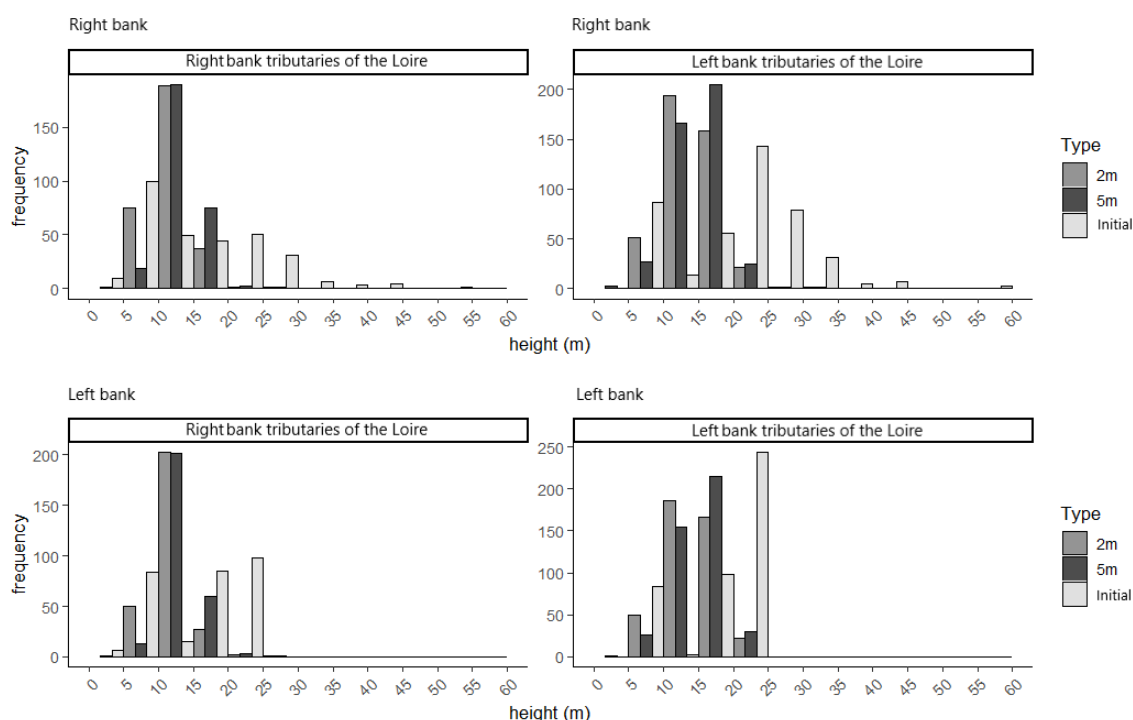 Right bank
Right bank
Right bank tributaries of the Loire
Left bank tributaries of the Loire
frequency
150
100
50
0
200
150
100
50
0
0 5 10 15 20 25 30 35 40 45 50 55 60
0 5 10 15 20 25 30 35 40 45 50 55 60
height (m)
Type
2m
5m
Initial
Left bank
Left bank
Right bank tributaries of the Loire
Left bank tributaries of the Loire
frequency
200
150
100
50
0
250
200
150
100
50
0
0 5 10 15 20 25 30 35 40 45 50 55 60
0 5 10 15 20 25 30 35 40 45 50 55 60
height (m)
Type
2m
5m
Initial